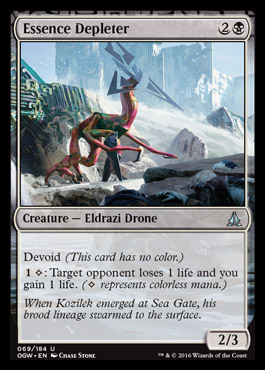 Essence Depleter 2
Creature — Eldrazi Drone
Devoid (This card has no color.)
1 ◇: Target opponent loses 1 life and you
gain 1 life. (◇ represents colorless mana.)
When Kozilek emerged at Sea Gate, his
brood lineage swarmed to the surface.
2/3
069/184 U
OGW • EN Chase Stone
™ & © 2016 Wizards of the Coast